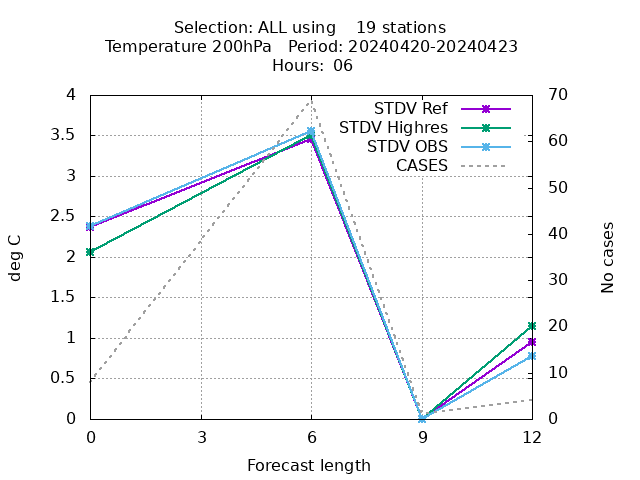 Selection: ALL using    19 stations
Temperature 200hPa   Period: 20240420-20240423
Hours:  06
STDV Ref
STDV Highres
STDV OBS
CASES
4
3.5
3
2.5
2
1.5
1
0.5
0
70
60
50
40
30
20
10
0
deg C
No cases
0 3 6 9 12
Forecast length